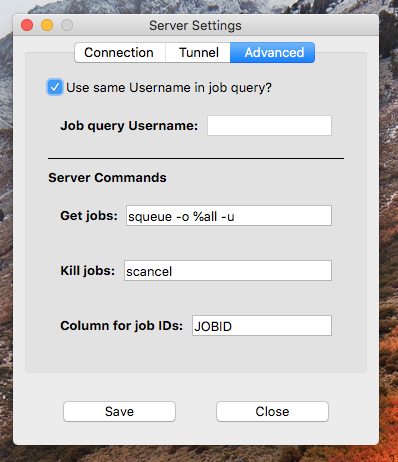 Server Settings
Connection Tunnel Advanced
Use same Username in job query?
Job query Username:
Server Commands
Get jobs: squeue -o %all -u
Kill jobs: scancel
Column for job IDs: JOBID
Save Close